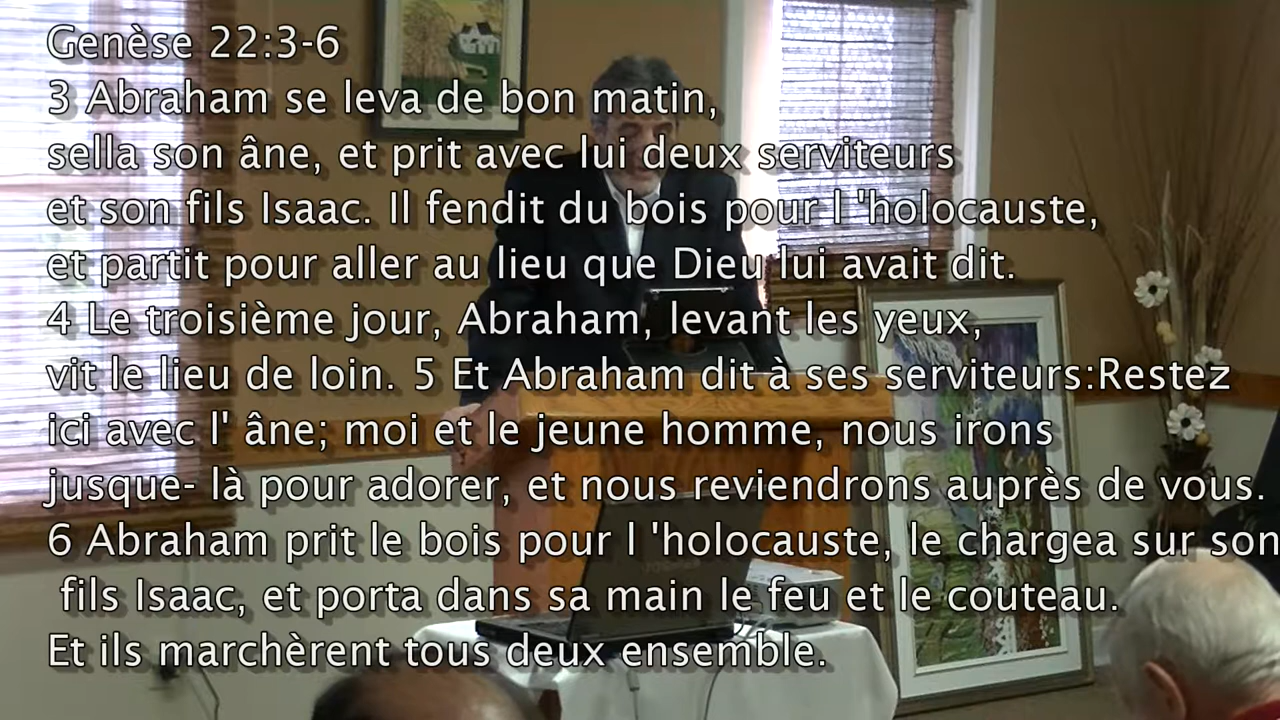 Genèse 22:3-6
3 Abraham se leva de bon matin,
sella son âne, et prit avec lui deux serviteurs
et son fils Isaac. Il fendit du bois pour l 'holocauste,
et partit pour aller au lieu que Dieu lui avait dit.
4 Le troisième jour, Abraham, levant les yeux,
vit le lieu de loin. 5 Et Abraham dit à ses serviteurs:Restez
ici avec l' âne; moi et le jeune homme, nous irons
jusque- là pour adorer, et nous reviendrons auprès de vous.
6 Abraham prit le bois pour l 'holocauste, le chargea sur son
fils Isaac, et porta dans sa main le feu et le couteau.
Et ils marchèrent tous deux ensemble.